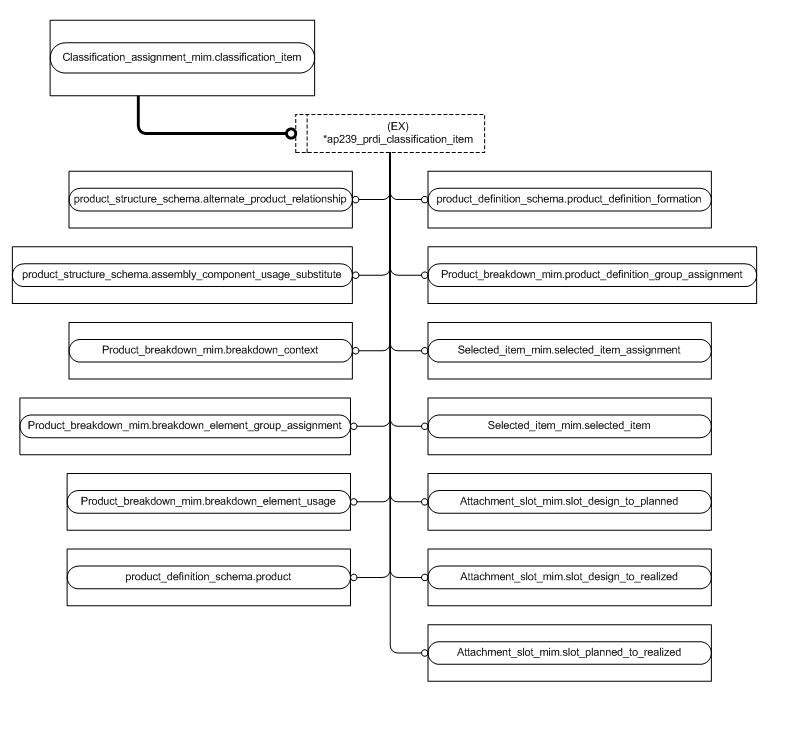 Classification_assignment_mim.classification_item
(EX)
*ap239_prdi_classification_item
product_structure_schema.alternate_product_relationship
product_definition_schema.product_definition_formation
product_structure_schema.assembly_component_usage_substitute
Product_breakdown_mim.product_definition_group_assignment
Product_breakdown_mim.breakdown_context
Selected_item_mim.selected_item_assignment
Product_breakdown_mim.breakdown_element_group_assignment
Selected_item_mim.selected_item
Product_breakdown_mim.breakdown_element_usage
Attachment_slot_mim.slot_design_to_planned
product_definition_schema.product
Attachment_slot_mim.slot_design_to_realized
Attachment_slot_mim.slot_planned_to_realized